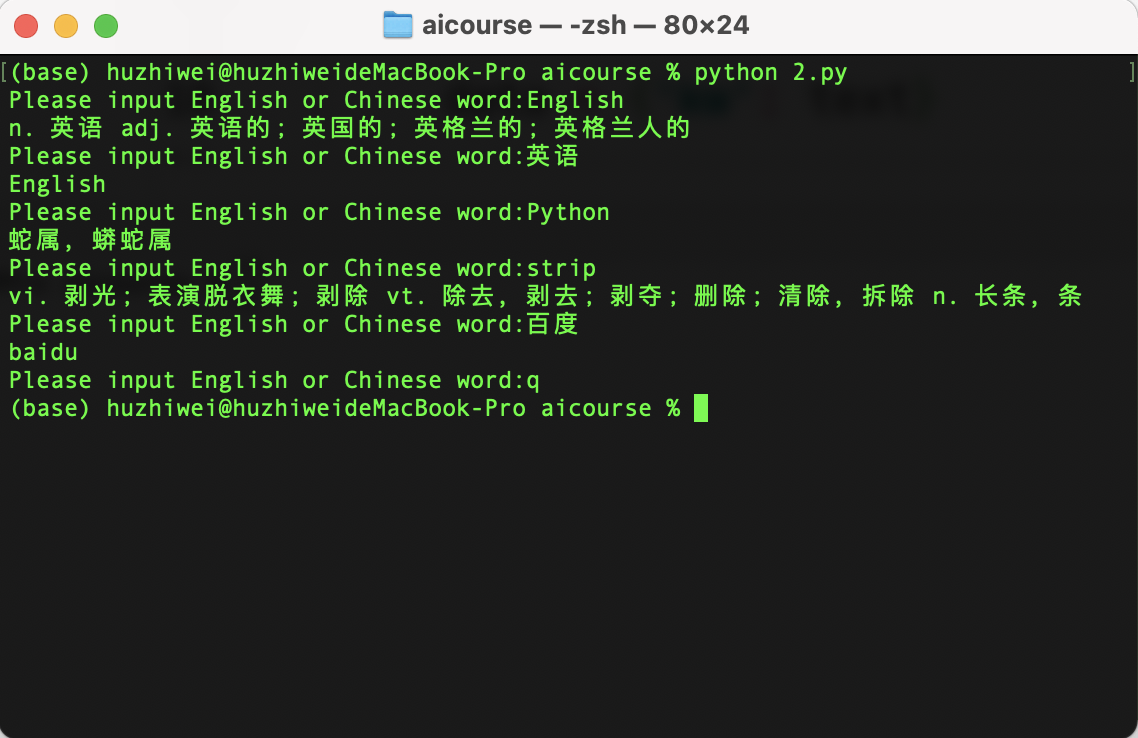 aicourse — -zsh — 80×24
(base) huzhiwei@huzhiweideMacBook-Pro aicourse % python 2.py
Please input English or Chinese word:English
n. 英语 adj. 英语的; 英国的; 英格兰的; 英格兰人的
Please input English or Chinese word:英语
English
Please input English or Chinese word:Python
蛇属, 蟒蛇属
Please input English or Chinese word:strip
vi. 剥光; 表演脱衣舞; 剥除 vt. 除去, 剥去; 剥夺; 删除; 清除, 拆除 n. 长条, 条
Please input English or Chinese word:百度
baidu
Please input English or Chinese word:q
(base) huzhiwei@huzhiweideMacBook-Pro aicourse %